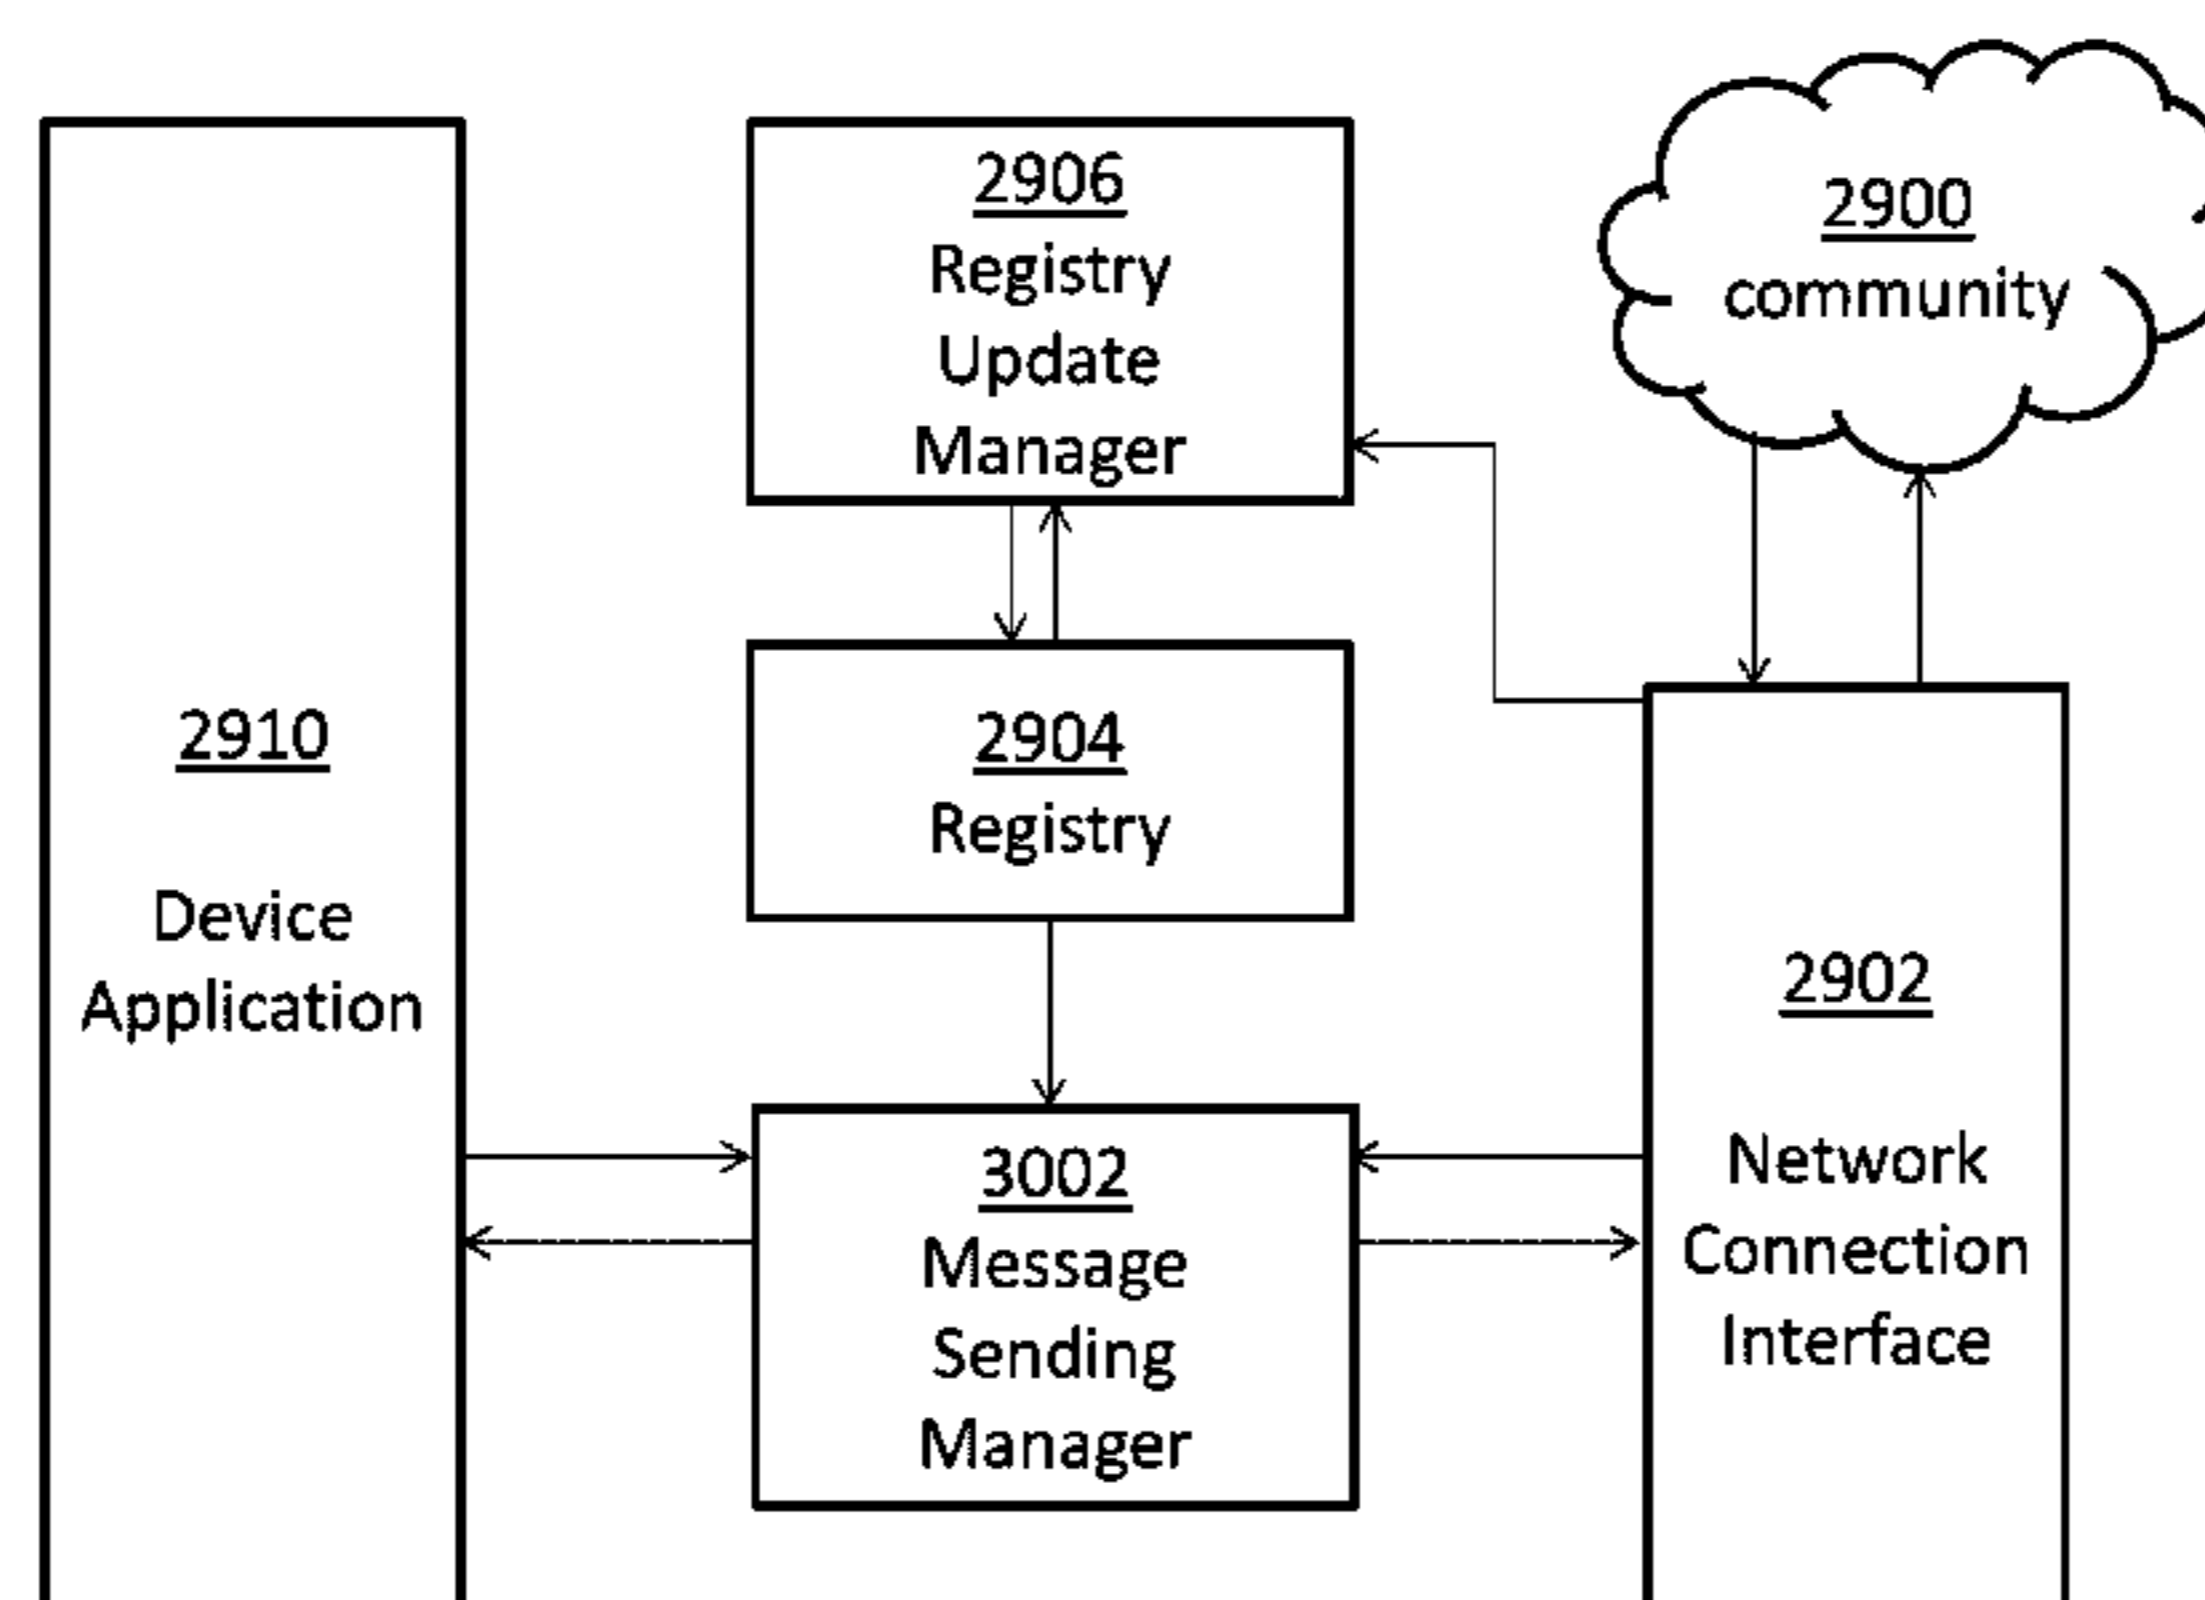 2906
Registry
Update
Manager
2900
community
2910
Device
Application
2904
Registry
2902
Network
Connection
Interface
3002
Message
Sending
Manager